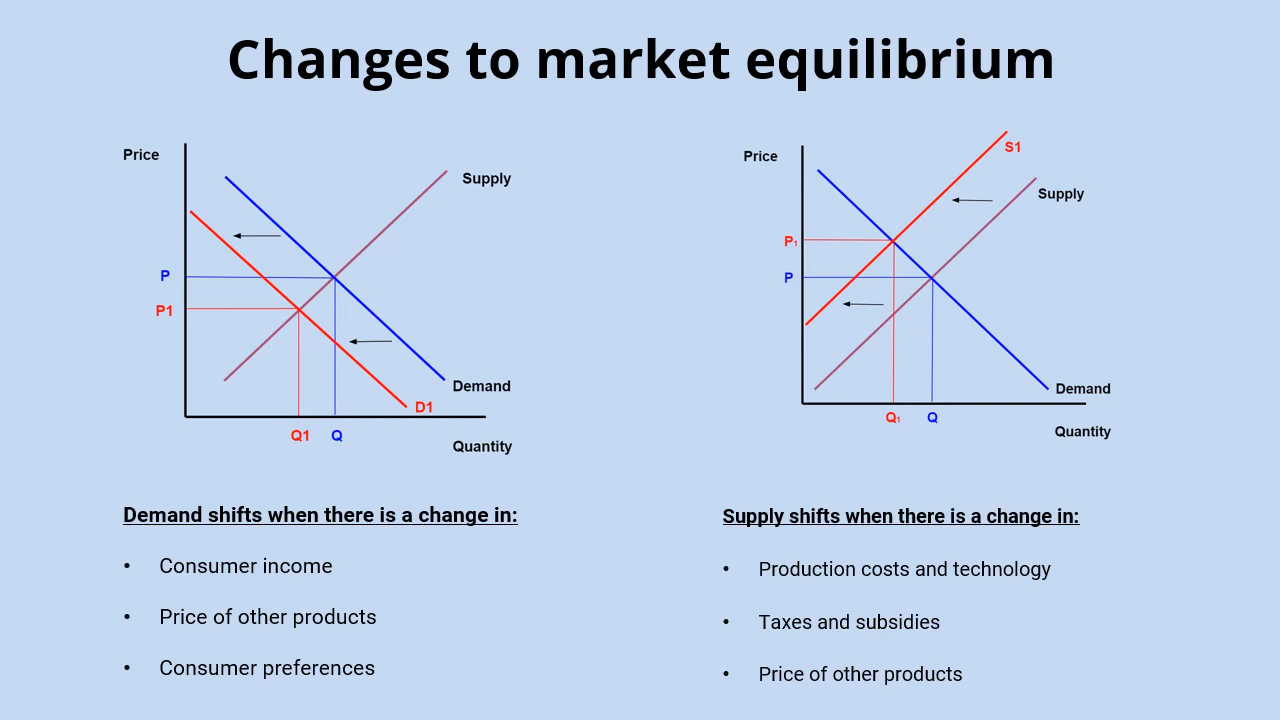 Changes to market equilibrium
Price
Supply
P
P1
Demand
D1
Q1
Q
Quantity
Price
S1
Supply
P₁
P
Demand
Q₁
Q
Quantity
Demand shifts when there is a change in:
• Consumer income
• Price of other products
• Consumer preferences
Supply shifts when there is a change in:
• Production costs and technology
• Taxes and subsidies
• Price of other products